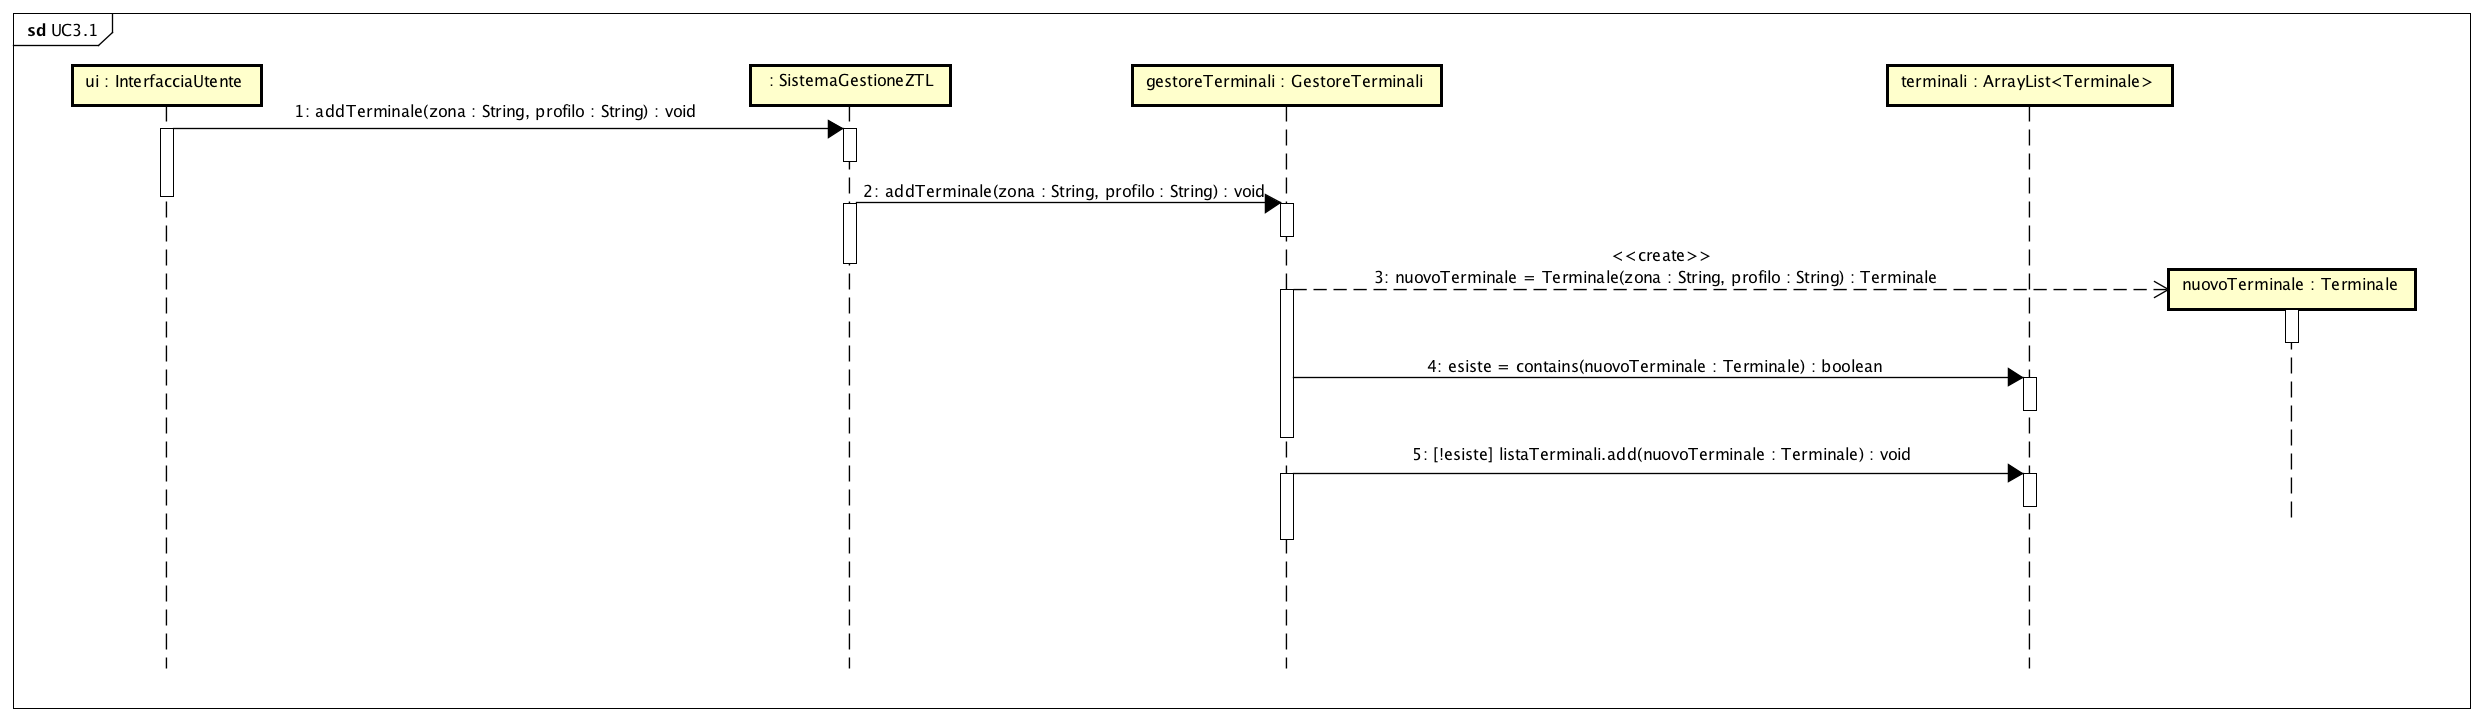 sd UC3.1
ui : InterfacciaUtente
: SistemaGestioneZTL
gestoreTerminali : GestoreTerminali
terminali : ArrayList<Terminale>
1: addTerminale(zona : String, profilo : String) : void
2: addTerminale(zona : String, profilo : String) : void
<<create>>
3: nuovoTerminale = Terminale(zona : String, profilo : String) : Terminale
nuovoTerminale : Terminale
4: esiste = contains(nuovoTerminale : Terminale) : boolean
5: [!esiste] listaTerminali.add(nuovoTerminale : Terminale) : void